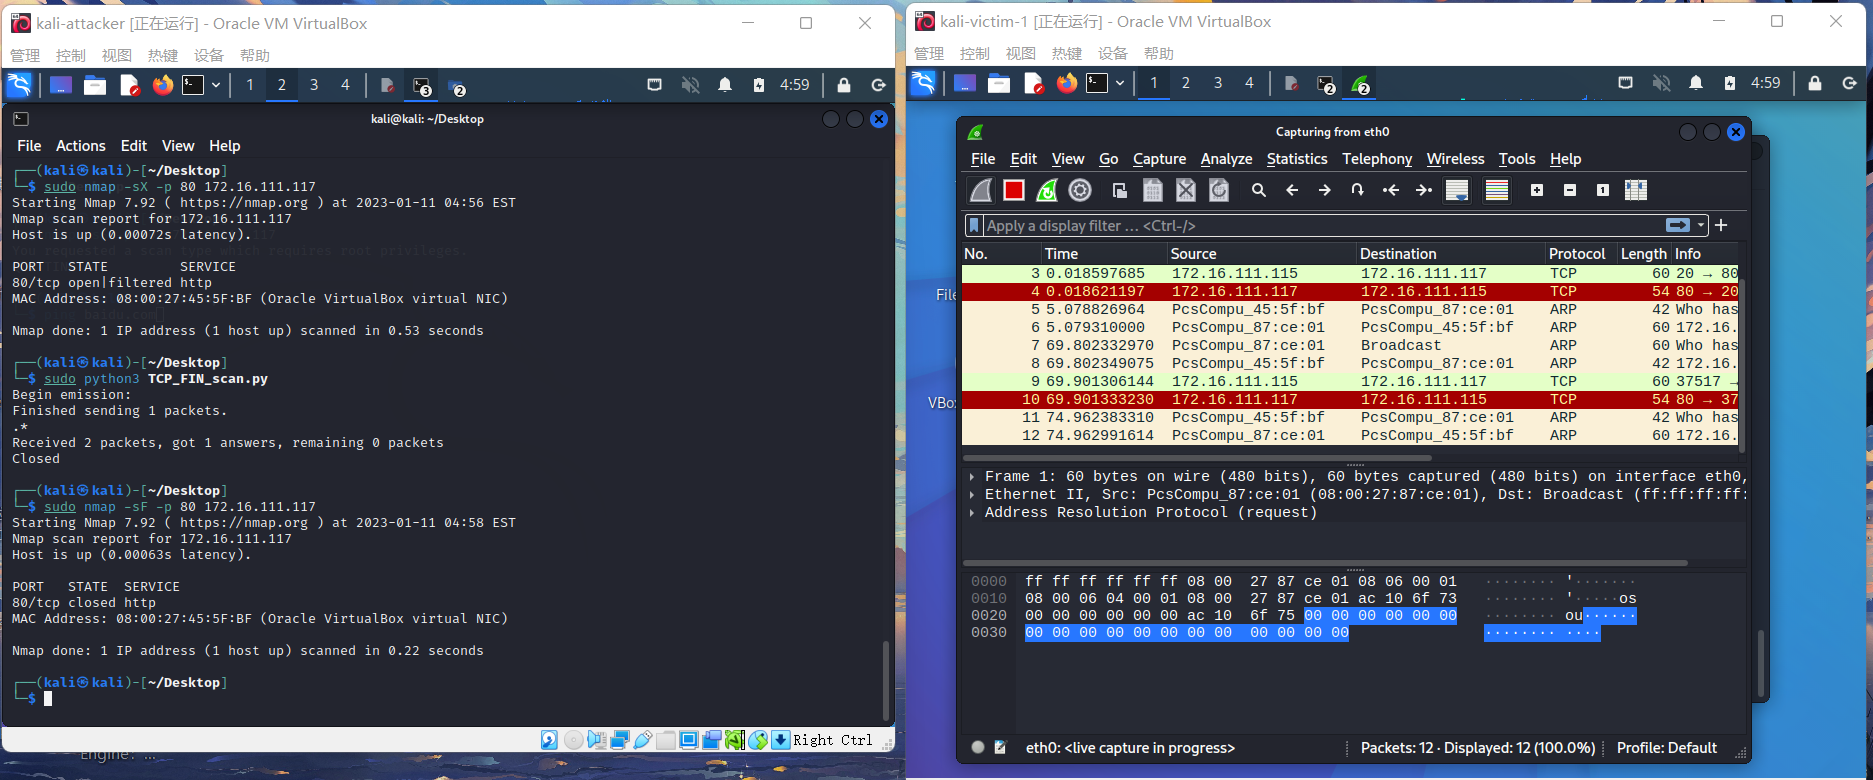 kali-attacker [正在运行] - Oracle VM VirtualBox
管理 控制 视图 热键 设备 帮助
1 2 3 4 3 2 4:59
kali@kali: ~/Desktop
File Actions Edit View Help
┌──(kali㉿kali)-[~/Desktop]
└─$ sudo nmap -sX -p 80 172.16.111.117
Starting Nmap 7.92 ( https://nmap.org ) at 2023-01-11 04:56 EST
Nmap scan report for 172.16.111.117
Host is up (0.00072s latency).
PORT STATE SERVICE
80/tcp open|filtered http
MAC Address: 08:00:27:45:5F:BF (Oracle VirtualBox virtual NIC)
Nmap done: 1 IP address (1 host up) scanned in 0.53 seconds
┌──(kali㉿kali)-[~/Desktop]
└─$ sudo python3 TCP_FIN_scan.py
Begin emission:
Finished sending 1 packets.
.*
Received 2 packets, got 1 answers, remaining 0 packets
Closed
┌──(kali㉿kali)-[~/Desktop]
└─$ sudo nmap -sF -p 80 172.16.111.117
Starting Nmap 7.92 ( https://nmap.org ) at 2023-01-11 04:58 EST
Nmap scan report for 172.16.111.117
Host is up (0.00063s latency).
PORT STATE SERVICE
80/tcp closed http
MAC Address: 08:00:27:45:5F:BF (Oracle VirtualBox virtual NIC)
Nmap done: 1 IP address (1 host up) scanned in 0.22 seconds
┌──(kali㉿kali)-[~/Desktop]
└─$
Right Ctrl
Engine: ...
kali-victim-1 [正在运行] - Oracle VM VirtualBox
管理 控制 视图 热键 设备 帮助
1 2 3 4 2 2 4:59
Capturing from eth0
File Edit View Go Capture Analyze Statistics Telephony Wireless Tools Help
Apply a display filter … <Ctrl-/>
No. Time Source Destination Protocol Length Info
3 0.018597685 172.16.111.115 172.16.111.117 TCP 60 20 → 80
4 0.018621197 172.16.111.117 172.16.111.115 TCP 54 80 → 20
5 5.078826964 PcsCompu_45:5f:bf PcsCompu_87:ce:01 ARP 42 Who has
6 5.079310000 PcsCompu_87:ce:01 PcsCompu_45:5f:bf ARP 60 172.16.
7 69.802332970 PcsCompu_87:ce:01 Broadcast ARP 60 Who has
8 69.802349075 PcsCompu_45:5f:bf PcsCompu_87:ce:01 ARP 42 172.16.
9 69.901306144 172.16.111.115 172.16.111.117 TCP 60 37517 →
10 69.901333230 172.16.111.117 172.16.111.115 TCP 54 80 → 37
11 74.962383310 PcsCompu_45:5f:bf PcsCompu_87:ce:01 ARP 42 Who has
12 74.962991614 PcsCompu_87:ce:01 PcsCompu_45:5f:bf ARP 60 172.16.
Frame 1: 60 bytes on wire (480 bits), 60 bytes captured (480 bits) on interface eth0,
Ethernet II, Src: PcsCompu_87:ce:01 (08:00:27:87:ce:01), Dst: Broadcast (ff:ff:ff:ff:
Address Resolution Protocol (request)
0000 ff ff ff ff ff ff 08 00 27 87 ce 01 08 06 00 01 ········ '·······
0010 08 00 06 04 00 01 08 00 27 87 ce 01 ac 10 6f 73 ········ '·····os
0020 00 00 00 00 00 00 ac 10 6f 75 00 00 00 00 00 00 ········ ou······
0030 00 00 00 00 00 00 00 00 00 00 00 00 ········ ····
eth0: <live capture in progress> Packets: 12 · Displayed: 12 (100.0%) Profile: Default